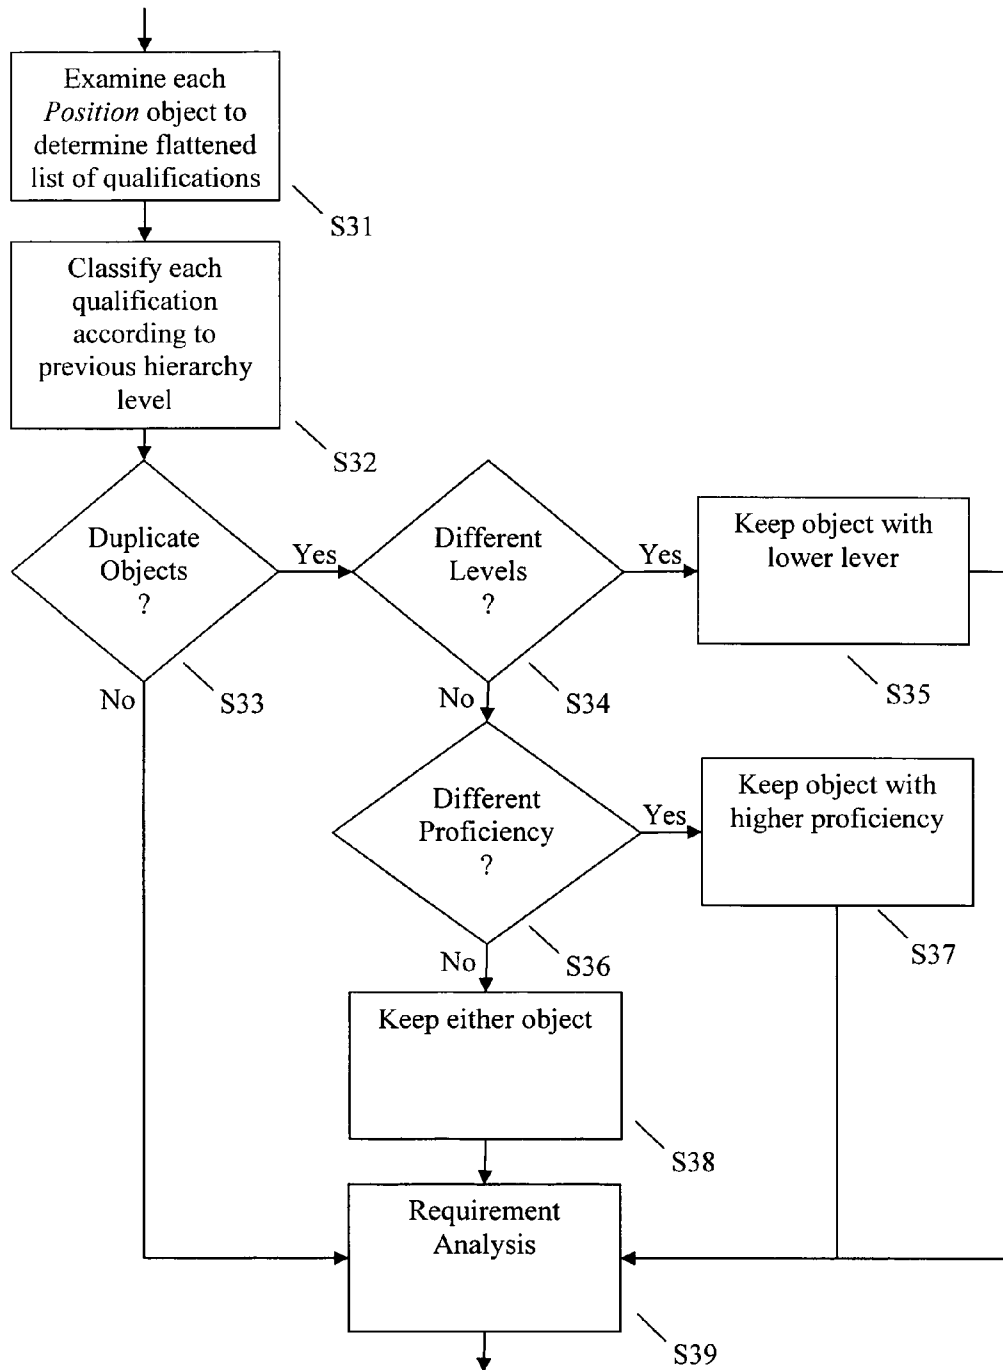 Examine each
Position object to
determine flattened
list of qualifications
S31
Classify each
qualification
according to
previous hierarchy
level
S32
Duplicate
Objects
?
Yes
No
S33
Different
Levels
?
Yes
No
S34
Keep object with
lower lever
S35
Different
Proficiency
?
Yes
No
S36
Keep object with
higher proficiency
S37
Keep either object
S38
Requirement
Analysis
S39